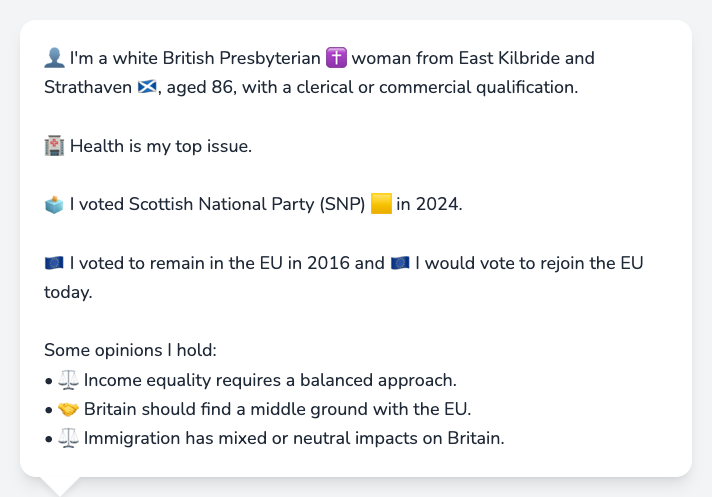 👤 I'm a white British Presbyterian ✝️ woman from East Kilbride and
Strathaven 🏴󠁧󠁢󠁳󠁣󠁴󠁿, aged 86, with a clerical or commercial qualification.
🏥 Health is my top issue.
🗳️ I voted Scottish National Party (SNP) 🟨 in 2024.
🇪🇺 I voted to remain in the EU in 2016 and 🇪🇺 I would vote to rejoin the EU
today.
Some opinions I hold:
• ⚖️ Income equality requires a balanced approach.
• 🤝 Britain should find a middle ground with the EU.
• ⚖️ Immigration has mixed or neutral impacts on Britain.